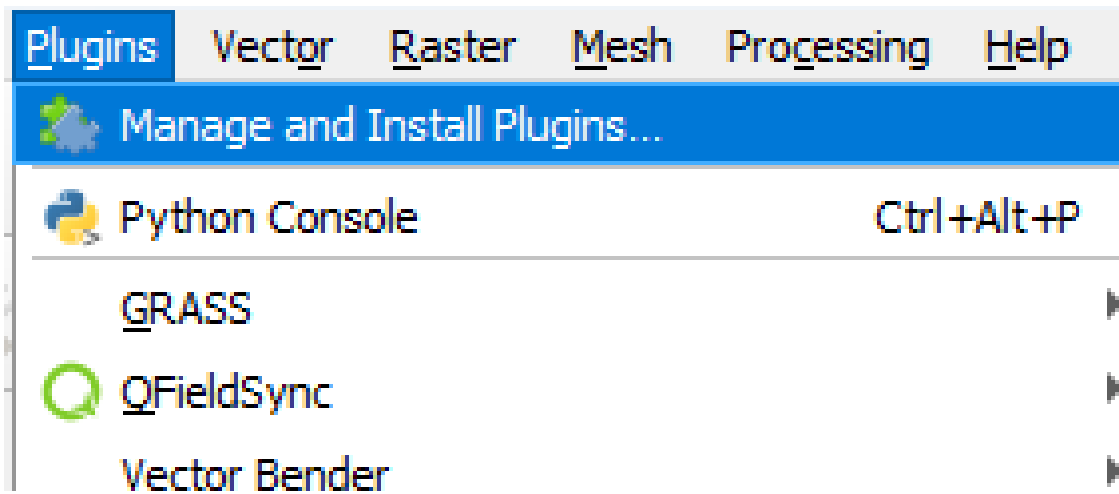 Plugins Vector Raster Mesh Processing Help
Manage and Install Plugins...
Python Console Ctrl+Alt+P
GRASS
QFieldSync
Vector Bender